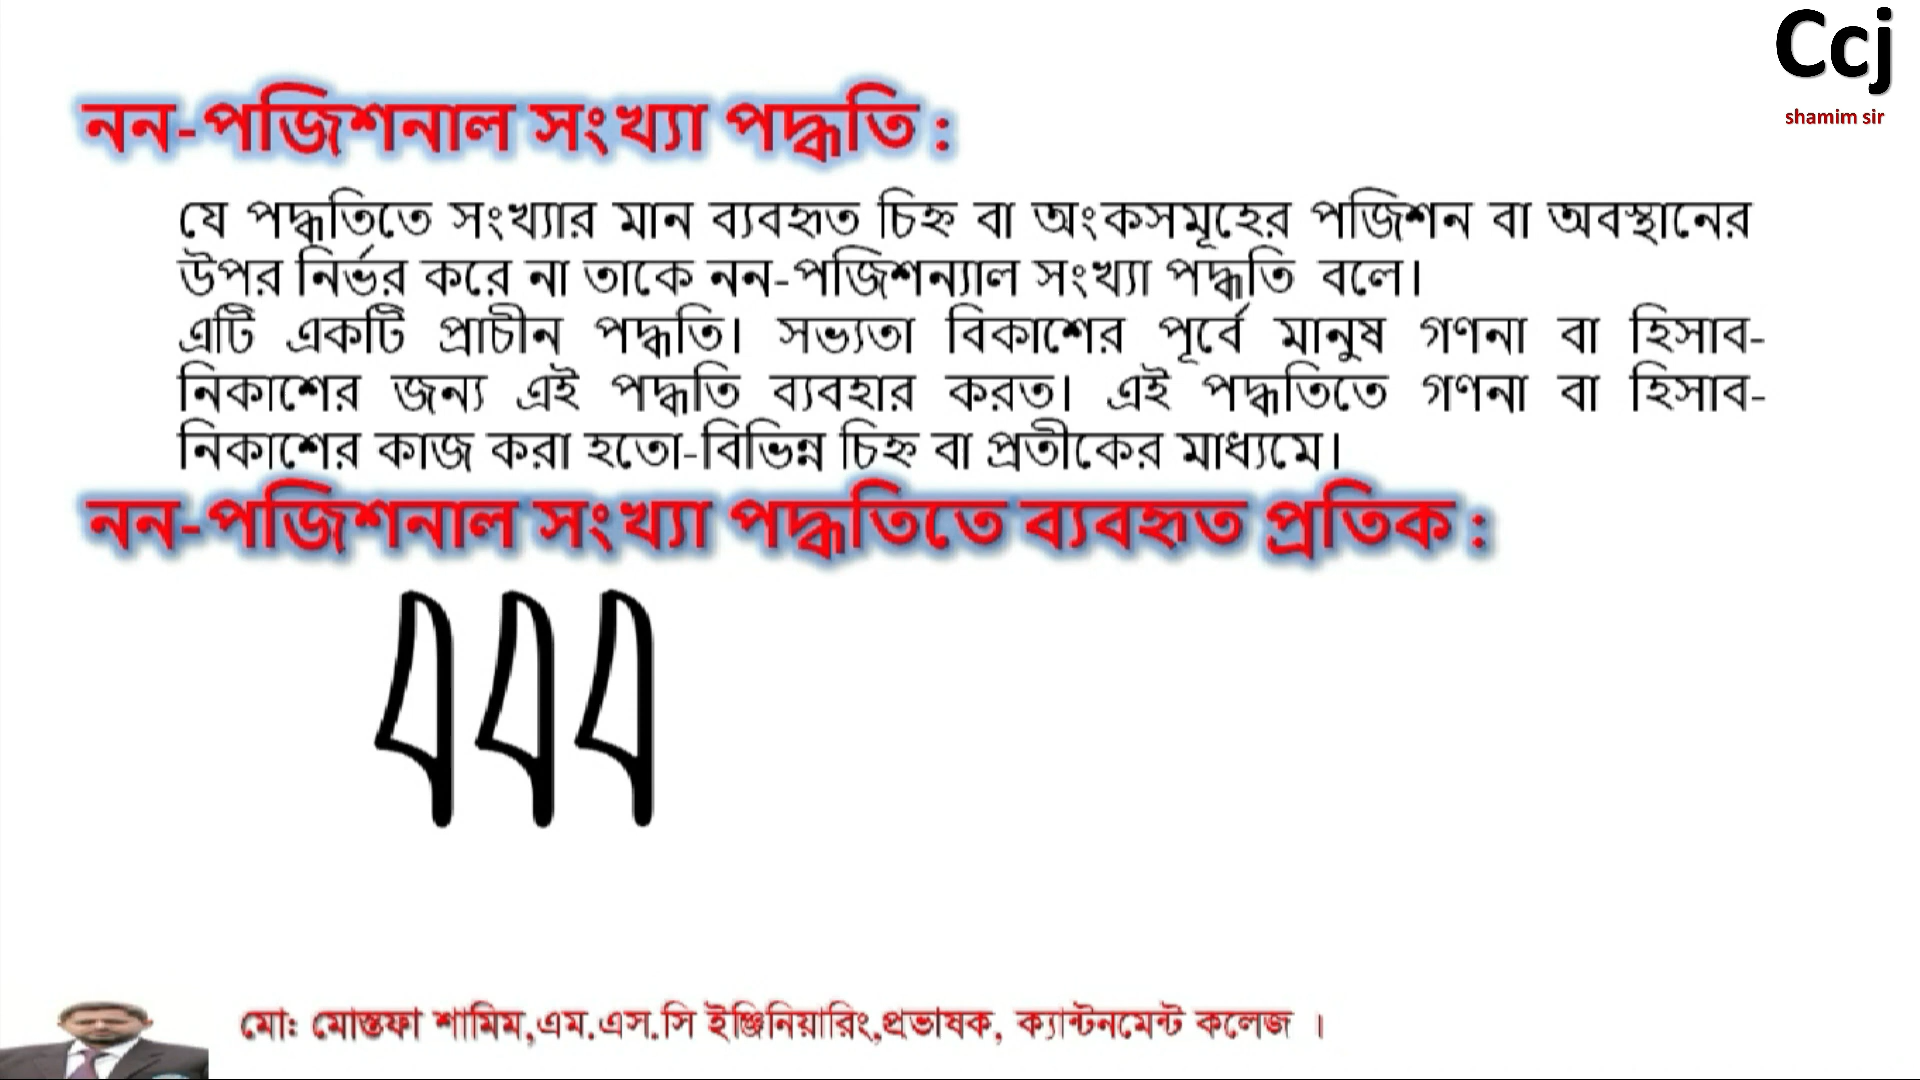 Ccj
shamim sir
নন-পজিশনাল সংখ্যা পদ্ধতি :
যে পদ্ধতিতে সংখ্যার মান ব্যবহৃত চিহ্ন বা অংকসমূহের পজিশন বা অবস্থানের
উপর নির্ভর করে না তাকে নন-পজিশন্যাল সংখ্যা পদ্ধতি বলে।
এটি একটি প্রাচীন পদ্ধতি। সভ্যতা বিকাশের পূর্বে মানুষ গণনা বা হিসাব-
নিকাশের জন্য এই পদ্ধতি ব্যবহার করত। এই পদ্ধতিতে গণনা বা হিসাব-
নিকাশের কাজ করা হতো-বিভিন্ন চিহ্ন বা প্রতীকের মাধ্যমে।
নন-পজিশনাল সংখ্যা পদ্ধতিতে ব্যবহৃত প্রতিক :
মো: মোস্তফা শামিম,এম.এস.সি ইঞ্জিনিয়ারিং,প্রভাষক, ক্যান্টনমেন্ট কলেজ ।